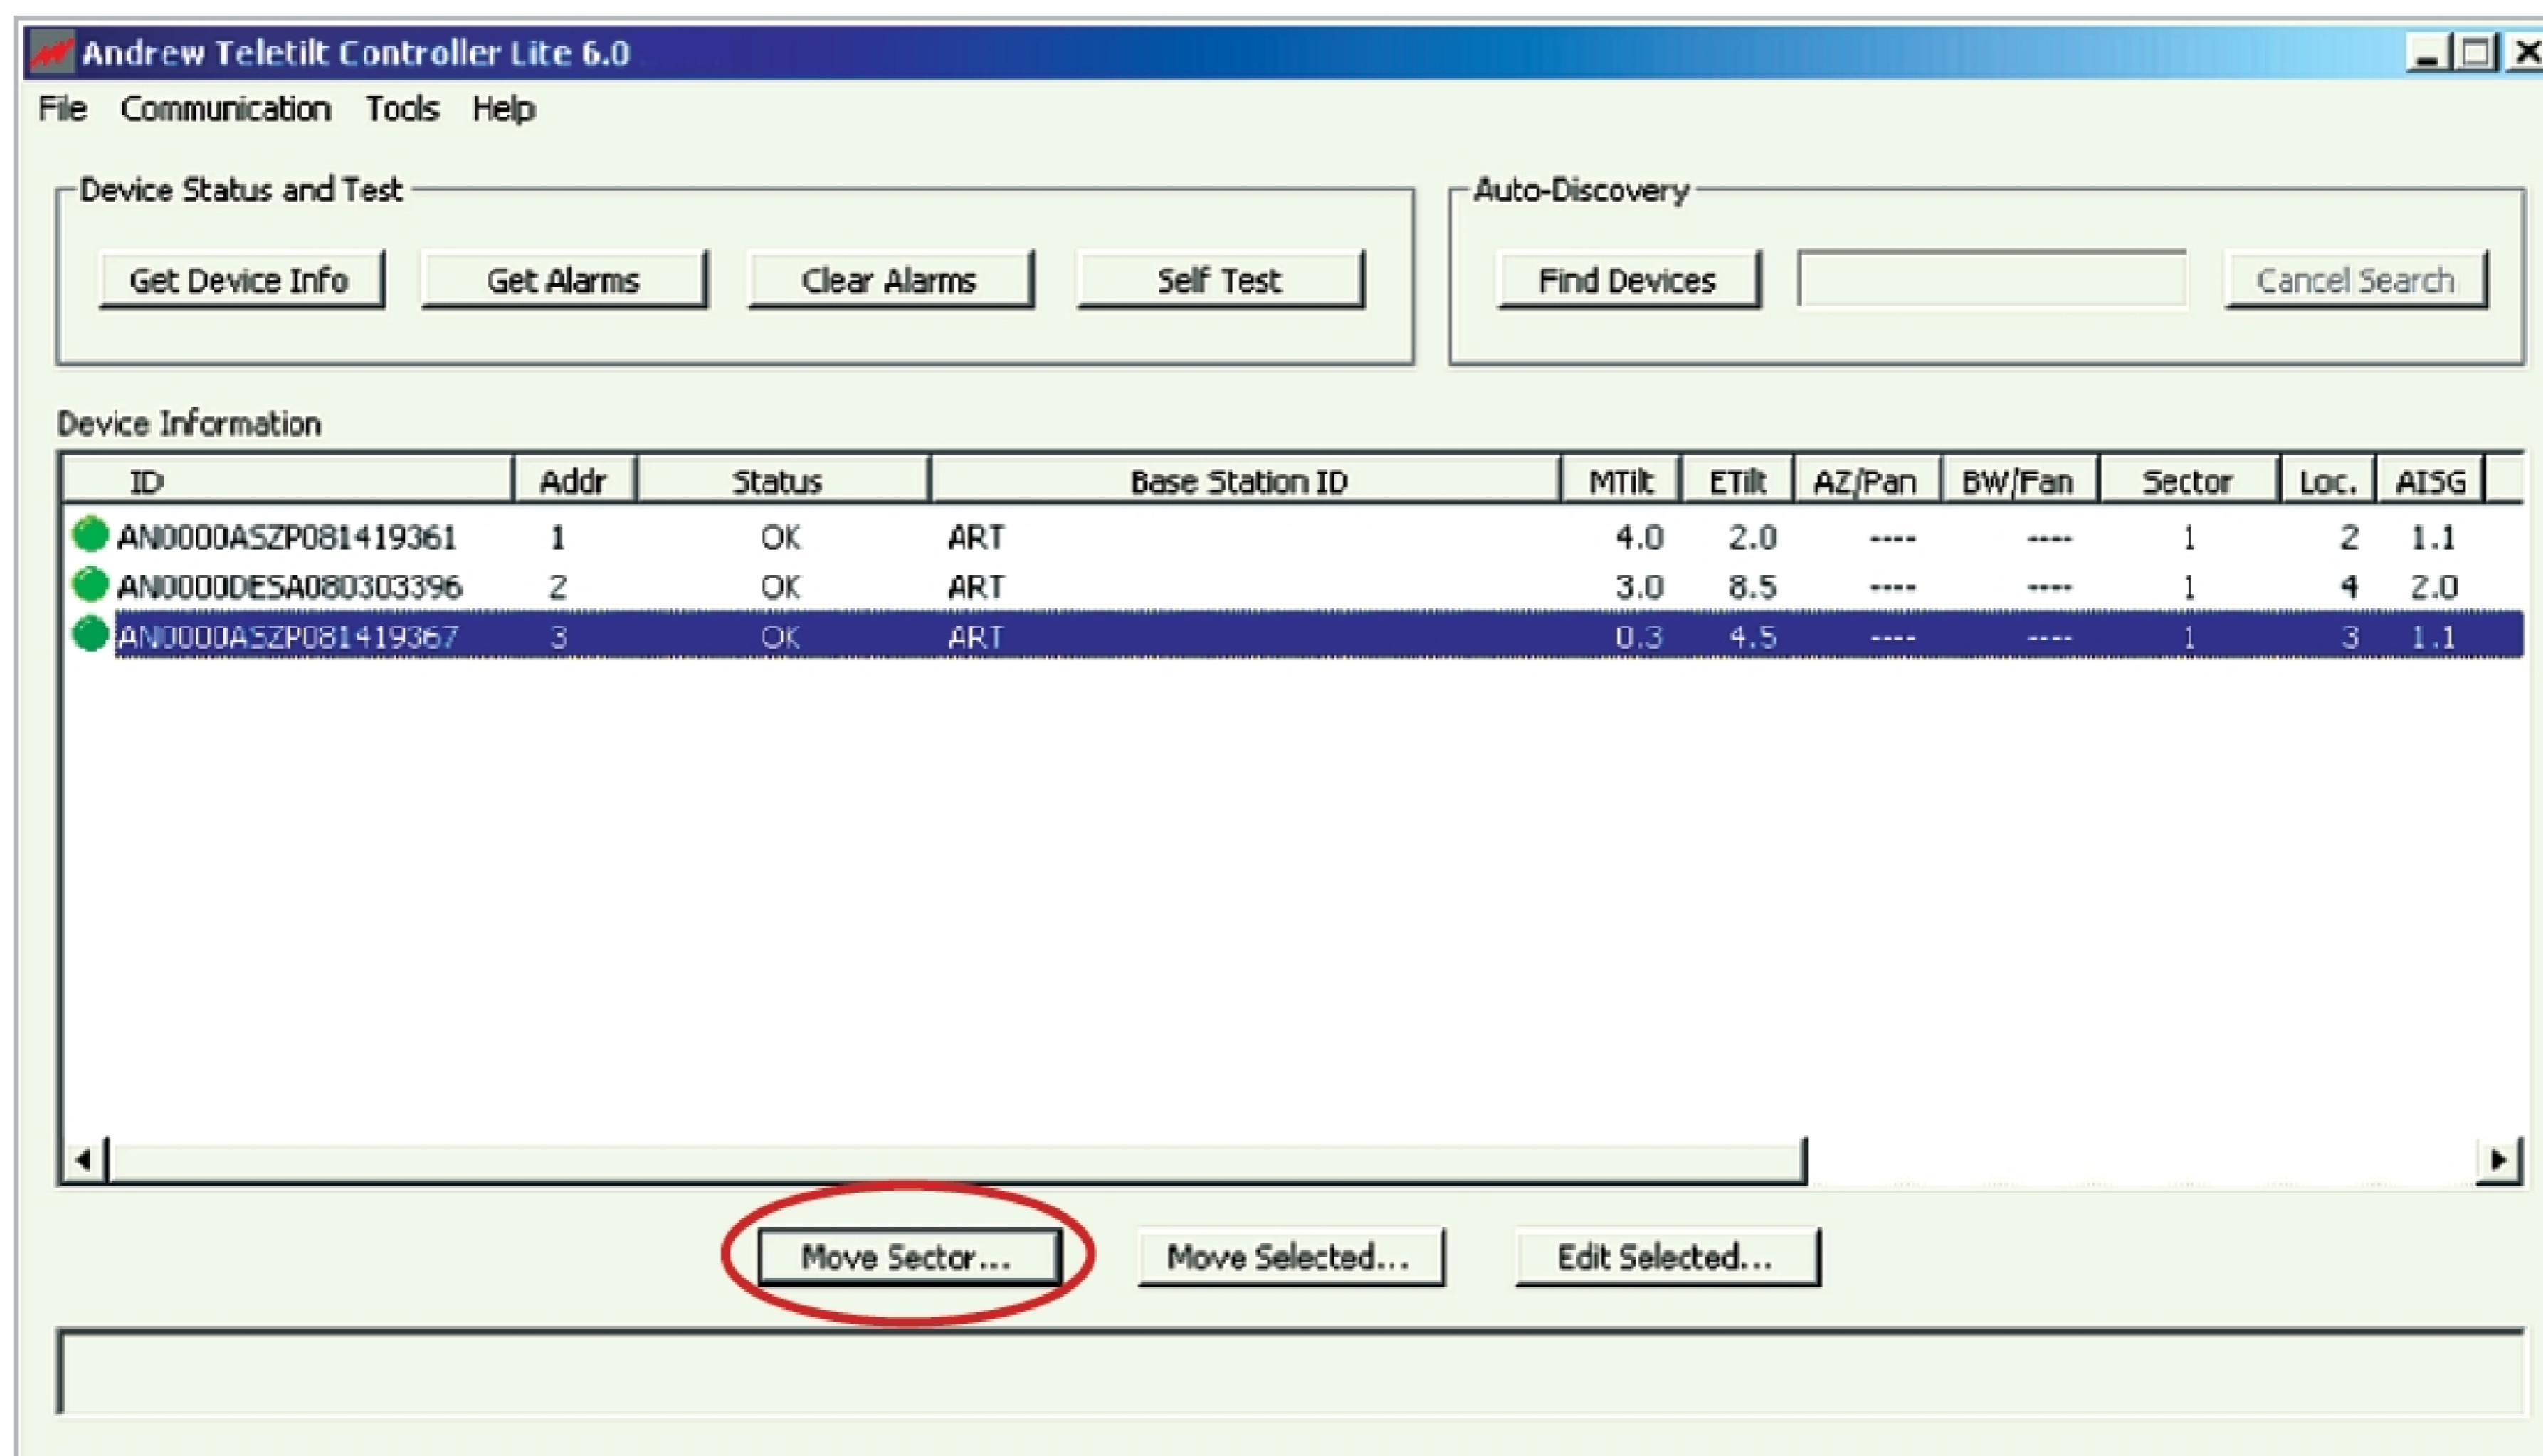 Andrew Teletilt Controller Lite 6.0
File Communication Tools Help
Device Status and Test
Auto-Discovery
Get Device Info Get Alarms Clear Alarms Self Test Find Devices Cancel Search
Device Information
ID Addr Status Base Station ID MTilt ETilt AZ/Pan BW/Fan Sector Loc. AISG
AN0000ASZP081419361 1 OK ART 4.0 2.0 ---- ---- 1 2 1.1
AN0000DESA080303396 2 OK ART 3.0 8.5 ---- ---- 1 4 2.0
AN0000ASZP081419367 3 OK ART 0.3 4.5 ---- ---- 1 3 1.1
Move Sector... Move Selected... Edit Selected...